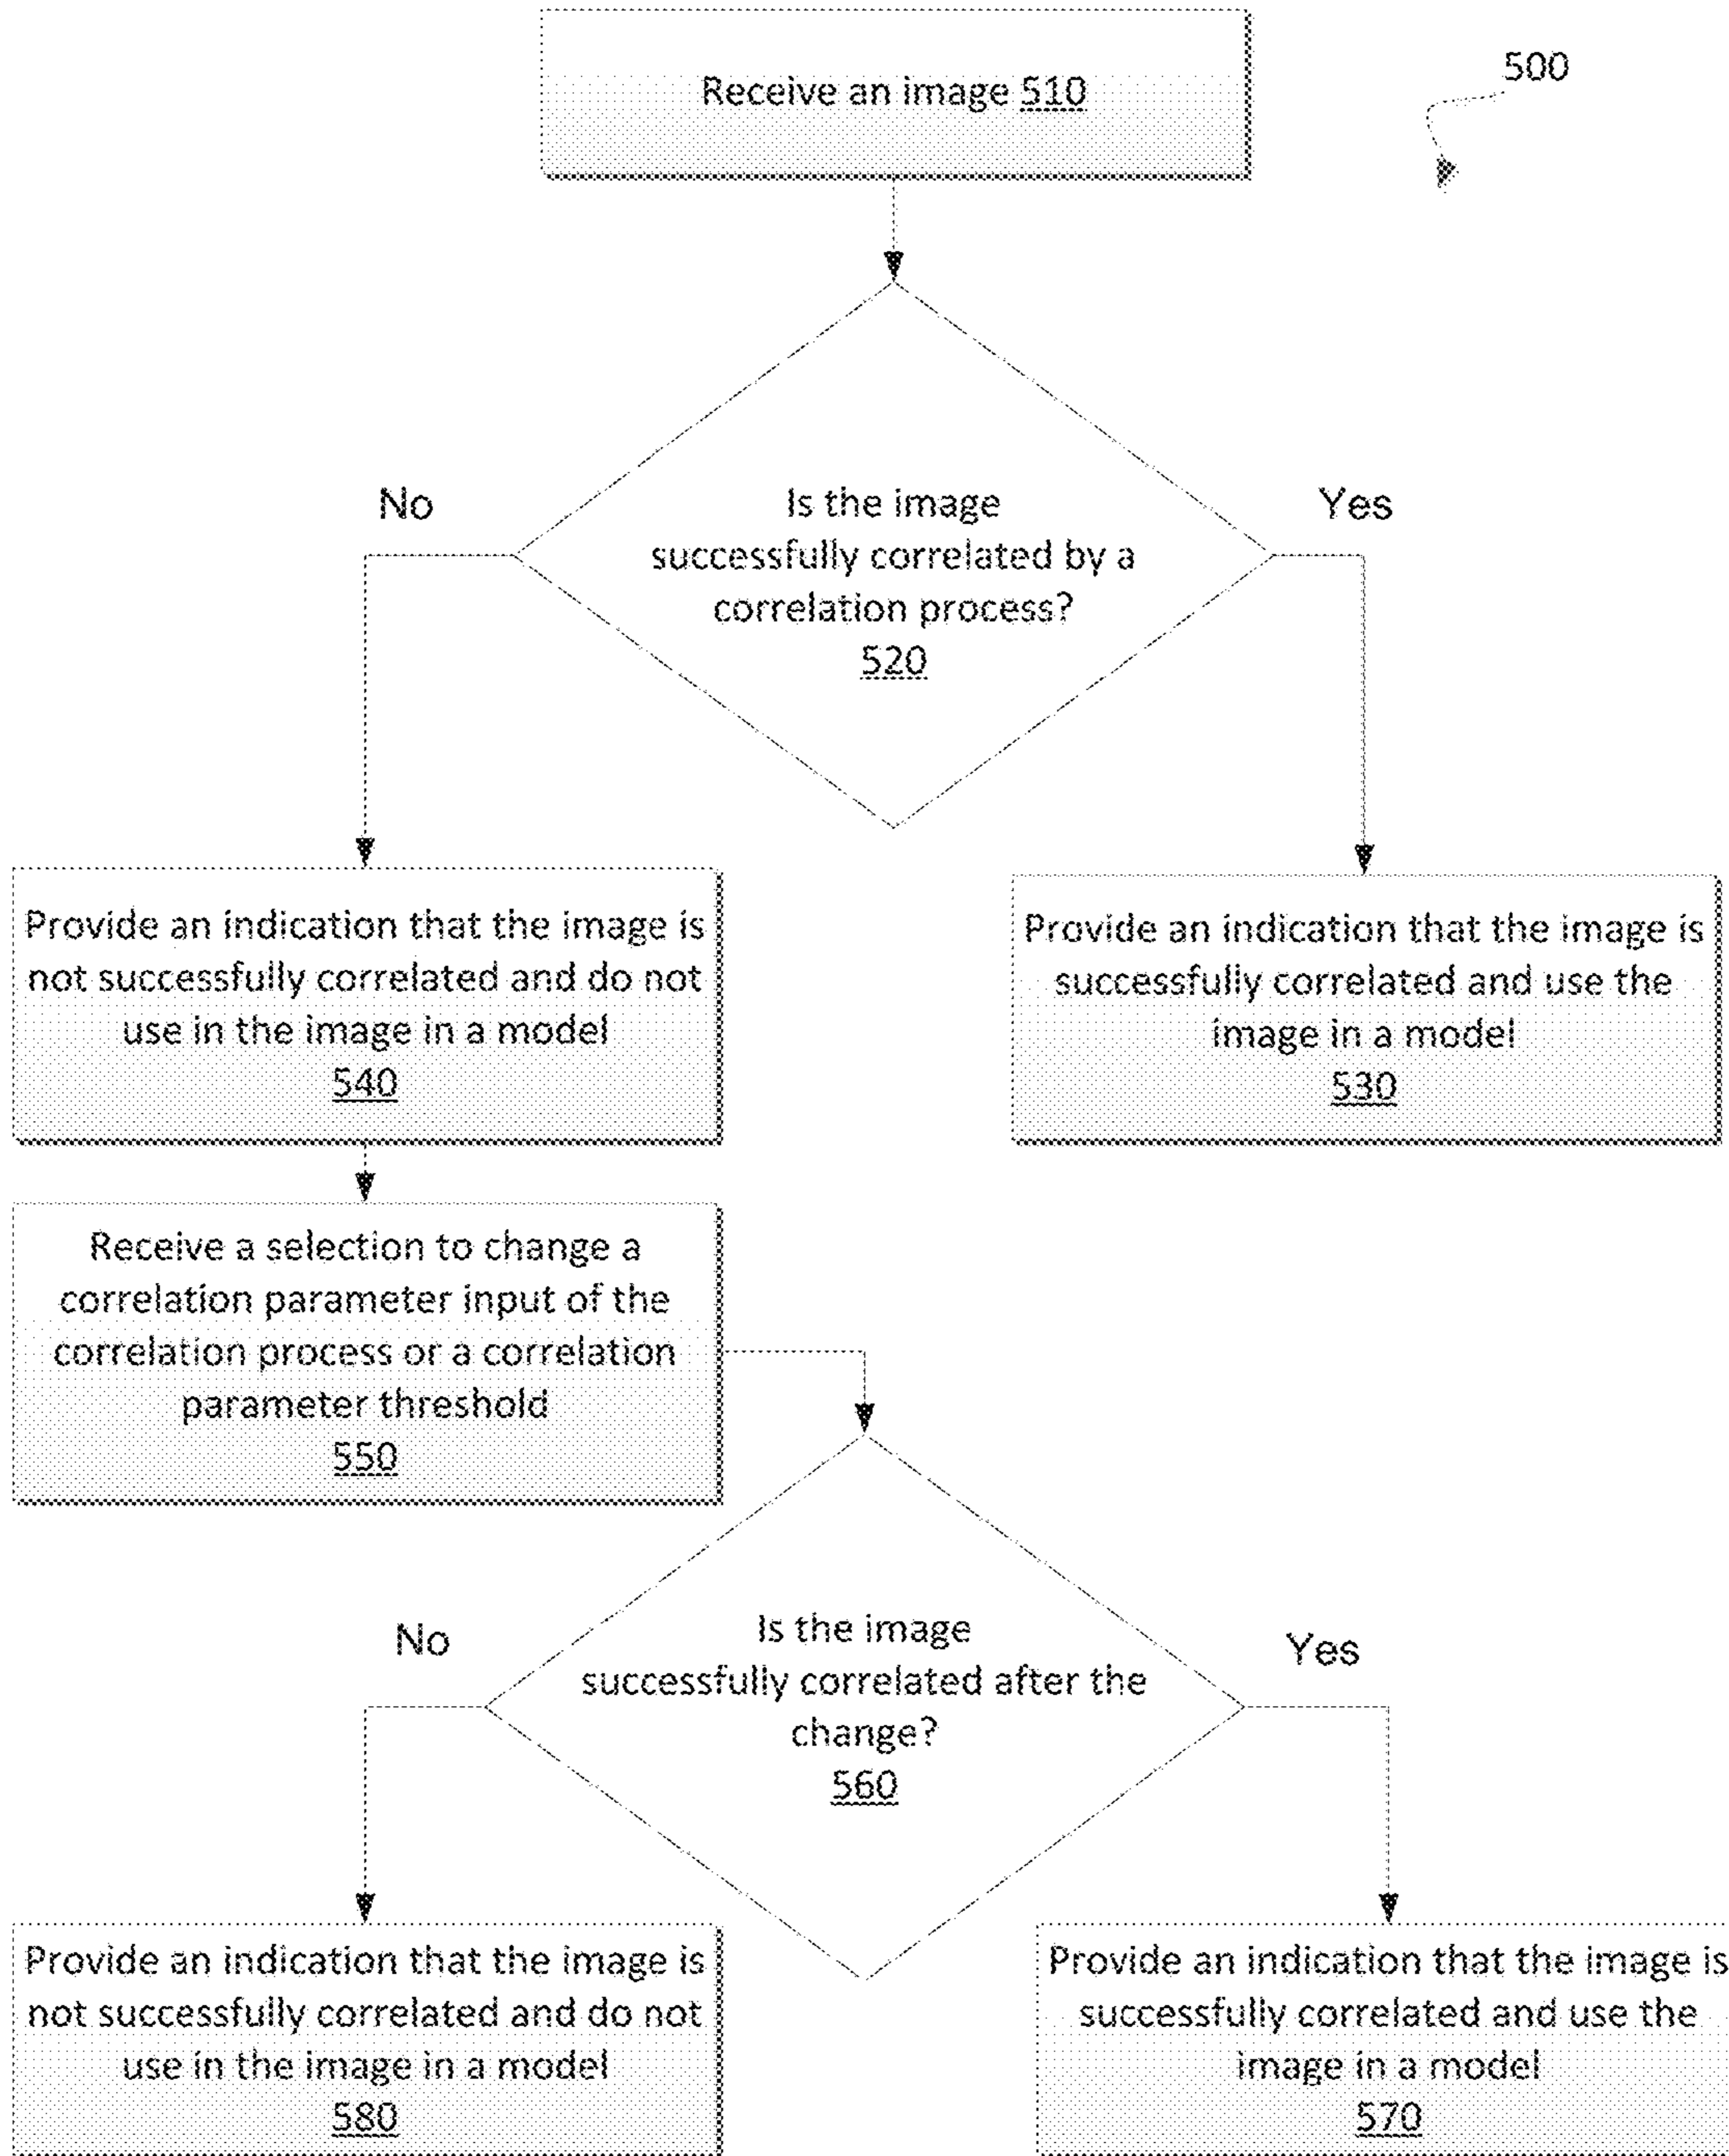 Receive an image 510
500
Is the image
successfully correlated by a
correlation process?
520
No
Yes
Provide an indication that the image is
not successfully correlated and do not
use in the image in a model
540
Provide an indication that the image is
successfully correlated and use the
image in a model
530
Receive a selection to change a
correlation parameter input of the
correlation process or a correlation
parameter threshold
550
Is the image
successfully correlated after the
change?
560
No
Yes
Provide an indication that the image is
not successfully correlated and do not
use in the image in a model
580
Provide an indication that the image is
successfully correlated and use the
image in a model
570